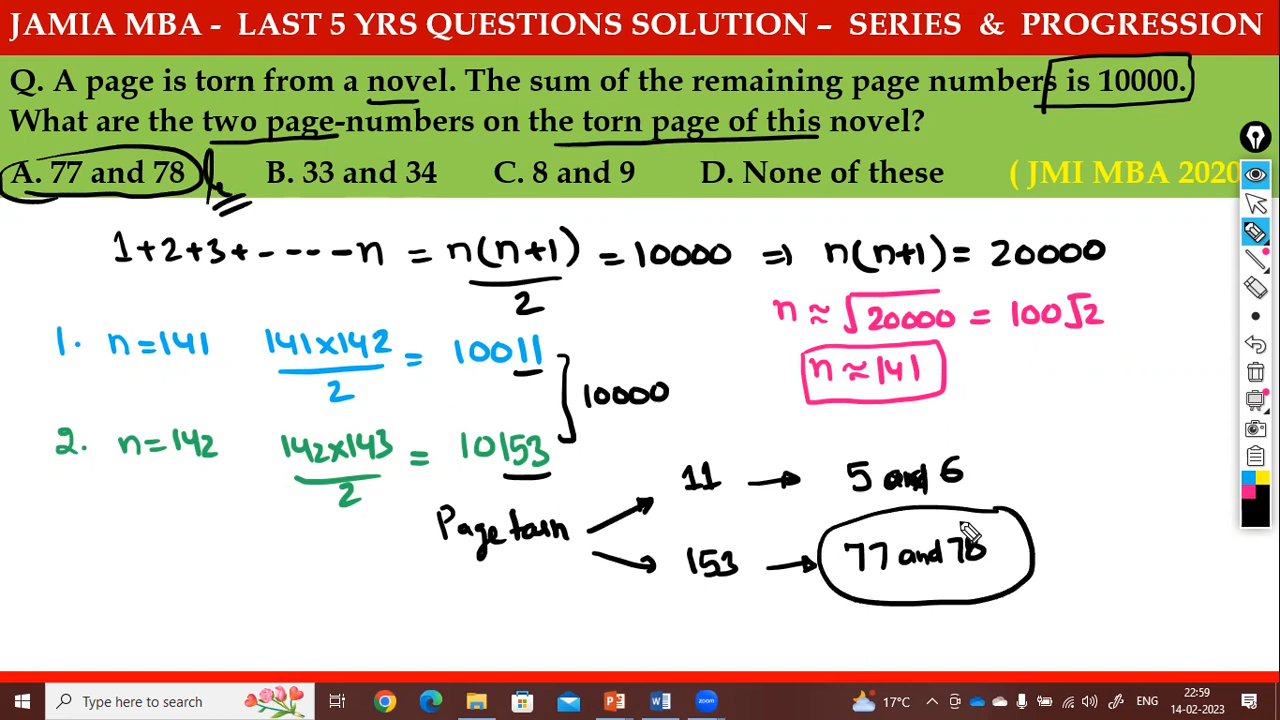 JAMIA MBA - LAST 5 YRS QUESTIONS SOLUTION – SERIES & PROGRESSION
Q. A page is torn from a novel. The sum of the remaining page numbers is 10000.
What are the two page-numbers on the torn page of this novel?
A. 77 and 78 B. 33 and 34 C. 8 and 9 D. None of these ( JMI MBA 2020
1+2+3+-----n = n(n+1)/2 = 10000 ⇒ n(n+1) = 20000
n ≈ √20000 = 100√2
1. n=141 141×142/2 = 10011
n ≈ 141
10000
2. n=142 142×143/2 = 10153
11 → 5 and 6
Page torn
153 → 77 and 78
Type here to search
17°C
ENG
22:59
14-02-2023